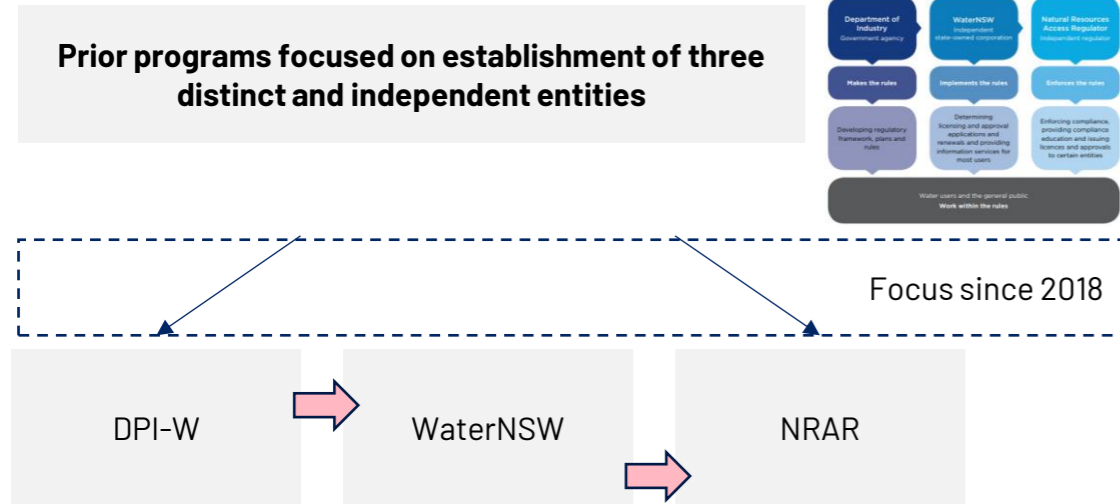 Prior programs focused on establishment of three
distinct and independent entities
Department of
Industry
Government agency
WaterNSW
Independent
state-owned corporation
Natural Resources
Access Regulator
Independent regulator
Makes the rules
Implements the rules
Enforces the rules
Developing regulatory
framework, plans and
rules
Determining
licensing and approval
applications and
renewals and providing
information services for
most users
Enforcing compliance,
providing compliance
education and issuing
licences and approvals
to certain entities
Water users and the general public
Work within the rules
Focus since 2018
DPI-W
WaterNSW
NRAR